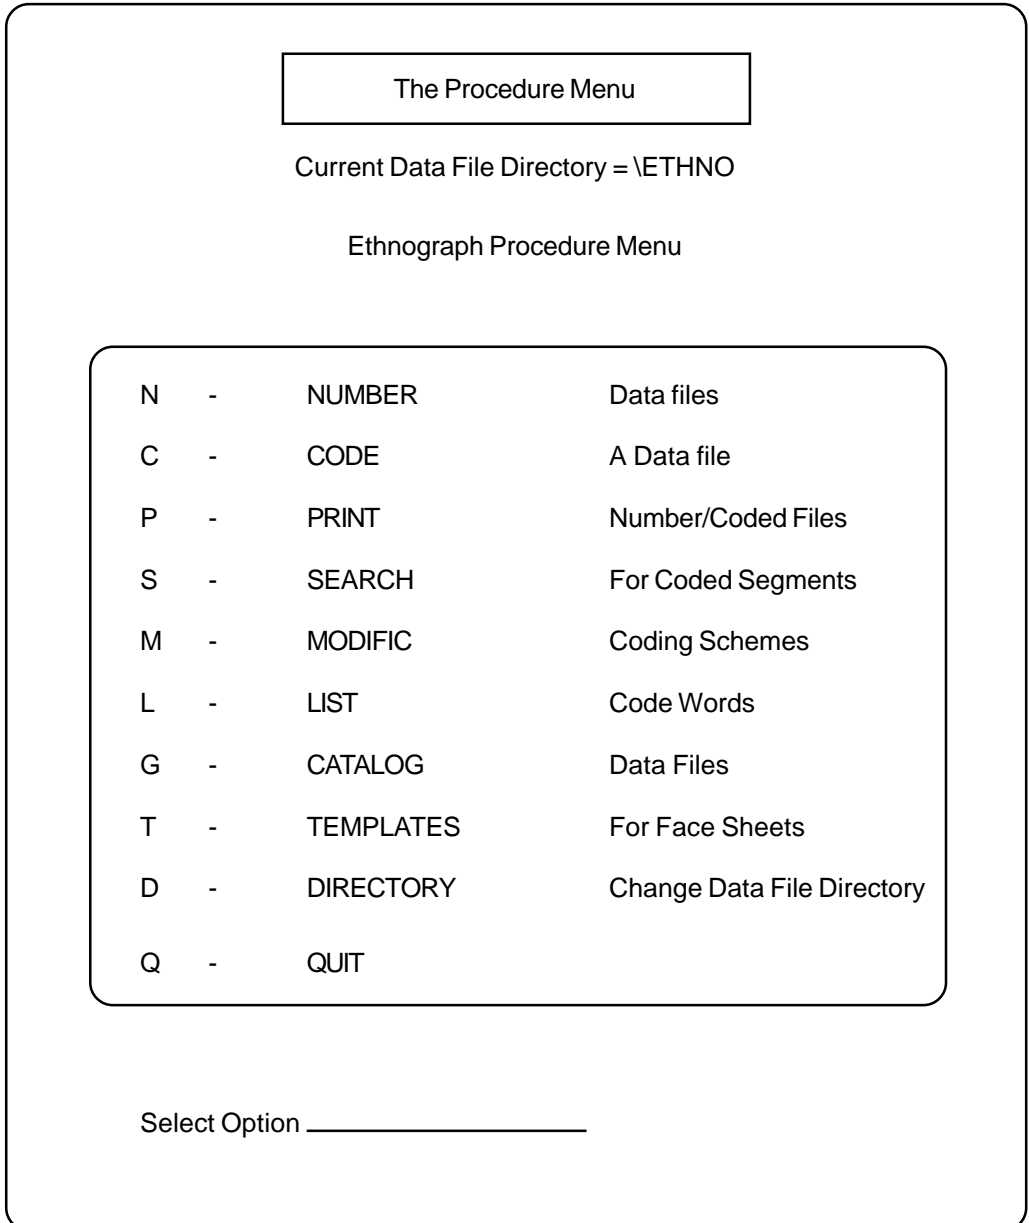 The Procedure Menu
Current Data File Directory = \ETHNO
Ethnograph Procedure Menu
N - NUMBER Data files
C - CODE A Data file
P - PRINT Number/Coded Files
S - SEARCH For Coded Segments
M - MODIFIC Coding Schemes
L - LIST Code Words
G - CATALOG Data Files
T - TEMPLATES For Face Sheets
D - DIRECTORY Change Data File Directory
Q - QUIT
Select Option